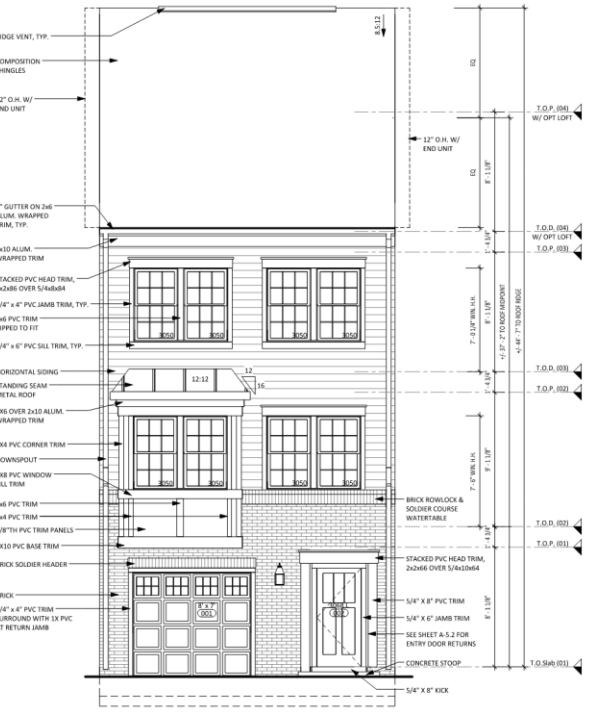 IDGE VENT, TYP.
OMPOSITION
HINGLES
2" O.H. W/
ND UNIT
" GUTTER ON 2x6
LUM. WRAPPED
RIM, TYP.
x10 ALUM.
WRAPPED TRIM
TACKED PVC HEAD TRIM,
x2x86 OVER 5/4x8x84
/4" x 4" PVC JAMB TRIM, TYP.
x6 PVC TRIM
IPPED TO FIT
/4" x 6" PVC SILL TRIM, TYP.
ORIZONTAL SIDING
TANDING SEAM
METAL ROOF
X6 OVER 2x10 ALUM.
WRAPPED TRIM
X4 PVC CORNER TRIM
OWNSPOUT
X8 PVC WINDOW
ILL TRIM
x6 PVC TRIM
x4 PVC TRIM
/8"TH PVC TRIM PANELS
X10 PVC BASE TRIM
RICK SOLDIER HEADER
RICK
/4" x 4" PVC TRIM
URROUND WITH 1X PVC
T RETURN JAMB
8.5:12
3050
3050
3050
3050
12:12
12
16
3050
3050
3050
3050
8' x 7'
001
002
12" O.H. W/
END UNIT
BRICK ROWLOCK &
SOLDIER COURSE
WATERTABLE
STACKED PVC HEAD TRIM,
2x2x66 OVER 5/4x10x64
5/4" X 8" PVC TRIM
5/4" X 6" JAMB TRIM
SEE SHEET A-5.2 FOR
ENTRY DOOR RETURNS
CONCRETE STOOP
5/4" X 8" KICK
EQ
EQ
8'-1 1/8"
1'-4 3/4"
7'-0 1/4" WIN. H.H.
8'-1 1/8"
1'-4 3/4"
7'-6" WIN. H.H.
9'-1 1/8"
1'-4 3/4"
8'-1 1/8"
+/- 37'-2" TO ROOF MIDPOINT
+/- 44'-7" TO ROOF RIDGE
T.O.P. (04)
W/ OPT LOFT
T.O.D. (04)
W/ OPT LOFT
T.O.P. (03)
T.O.D. (03)
T.O.P. (02)
T.O.D. (02)
T.O.P. (01)
T.O.Slab (01)